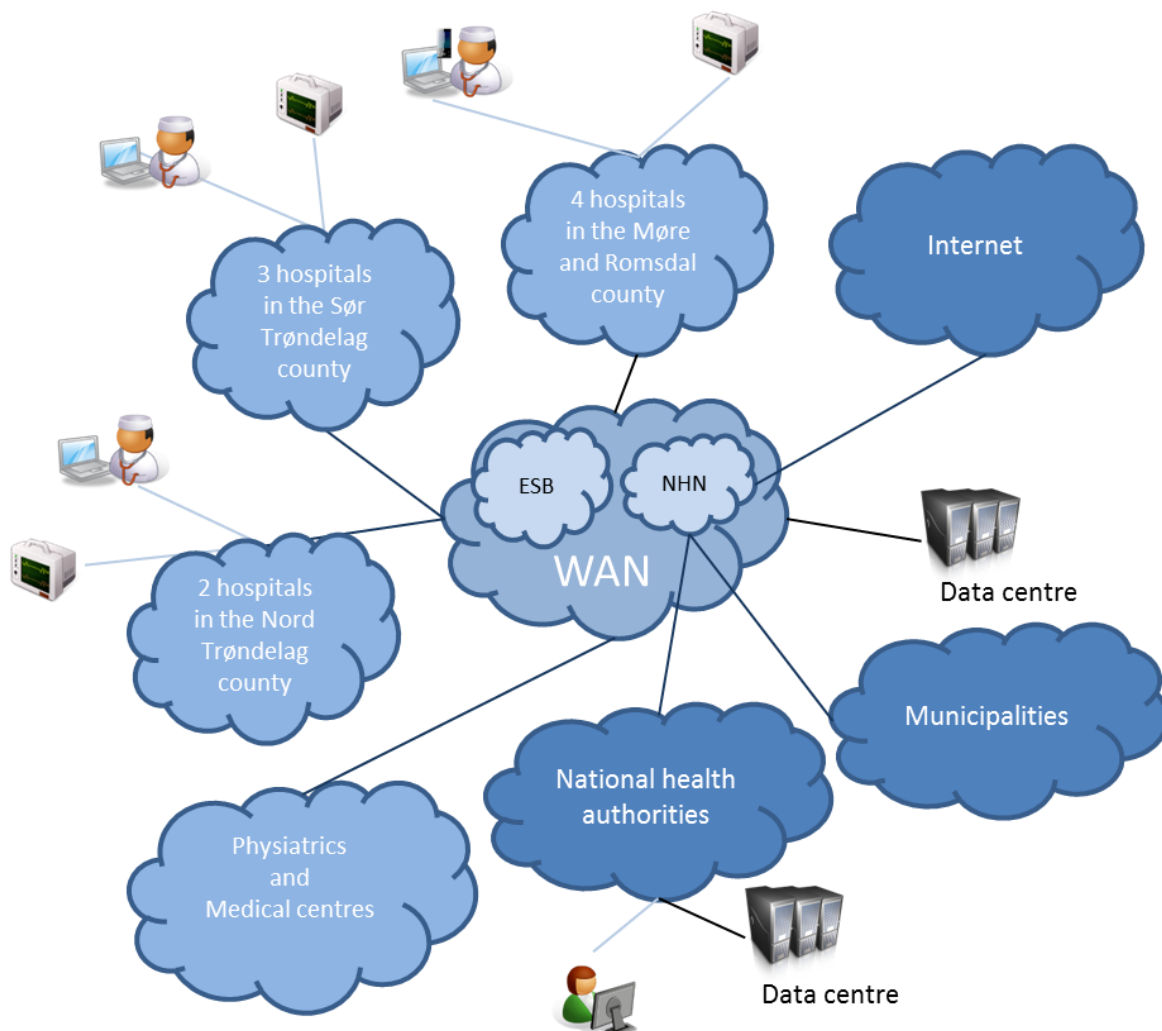 4 hospitals
in the Møre
and Romsdal
county
Internet
3 hospitals
in the Sør
Trøndelag
county
ESB
NHN
WAN
Data centre
2 hospitals
in the Nord
Trøndelag
county
Municipalities
National health
authorities
Physiatrics
and
Medical centres
Data centre